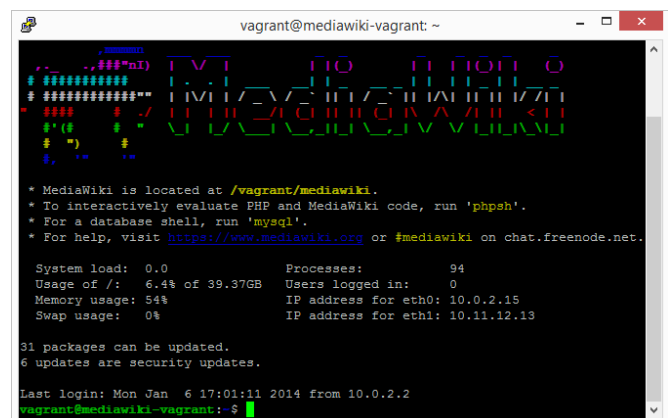 vagrant@mediawiki-vagrant: ~
MediaWiki
* MediaWiki is located at /vagrant/mediawiki.
* To interactively evaluate PHP and MediaWiki code, run 'phpsh'.
* For a database shell, run 'mysql'.
* For help, visit https://www.mediawiki.org or #mediawiki on chat.freenode.net.
System load: 0.0 Processes: 94
Usage of /: 6.4% of 39.37GB Users logged in: 0
Memory usage: 54% IP address for eth0: 10.0.2.15
Swap usage: 0% IP address for eth1: 10.11.12.13
31 packages can be updated.
6 updates are security updates.
Last login: Mon Jan 6 17:01:11 2014 from 10.0.2.2
vagrant@mediawiki-vagrant:~$